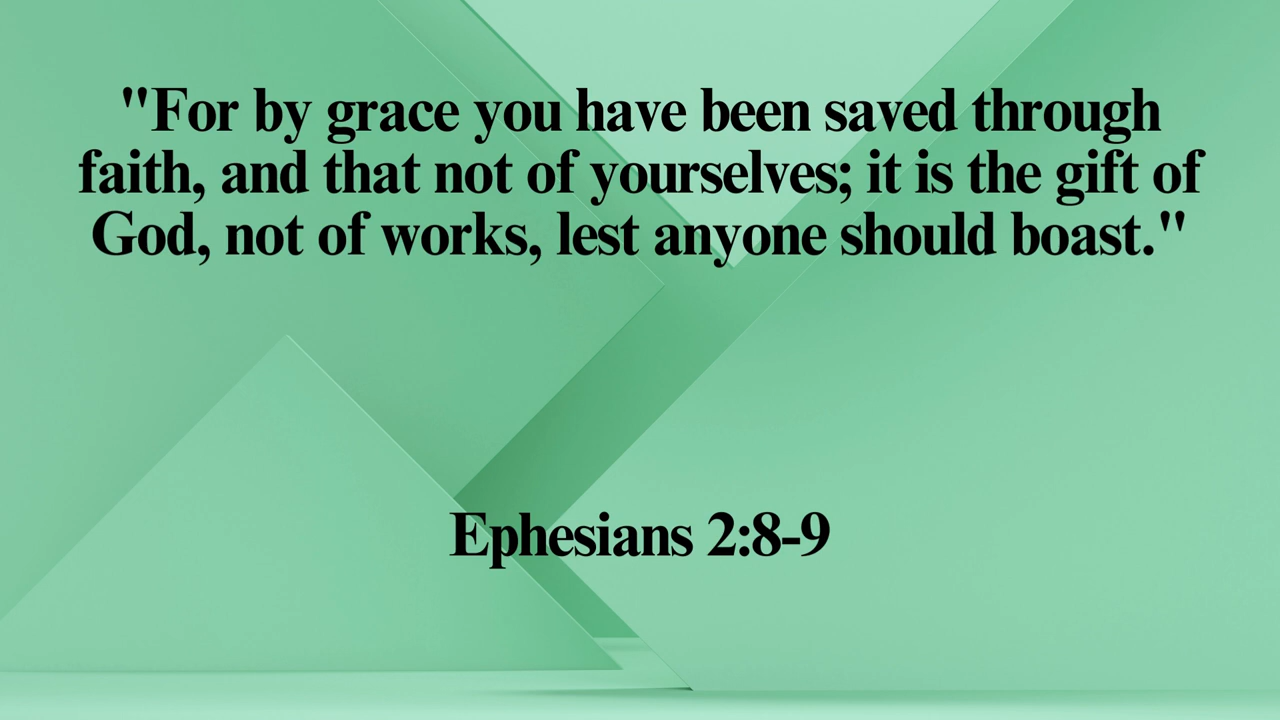 "For by grace you have been saved through
faith, and that not of yourselves; it is the gift of
God, not of works, lest anyone should boast."
Ephesians 2:8-9